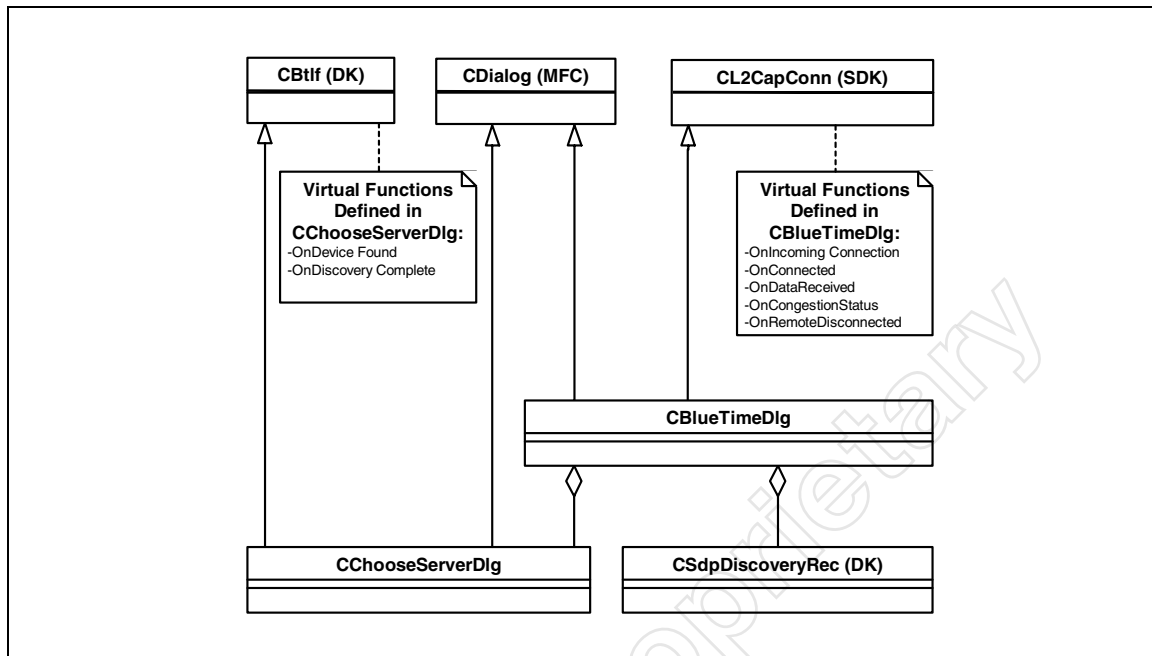 CBtIf (DK)
CDialog (MFC)
CL2CapConn (SDK)
Virtual Functions
Defined in
CChooseServerDlg:
-OnDevice Found
-OnDiscovery Complete
Virtual Functions
Defined in
CBlueTimeDlg:
-OnIncoming Connection
-OnConnected
-OnDataReceived
-OnCongestionStatus
-OnRemoteDisconnected
CBlueTimeDlg
CChooseServerDlg
CSdpDiscoveryRec (DK)
oprietary